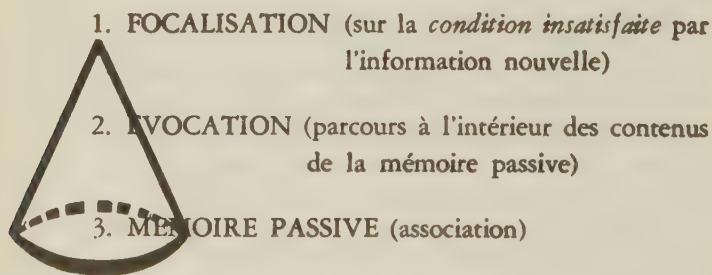 1. FOCALISATION (sur la condition insatisfaite par
l'information nouvelle)
2. EVOCATION (parcours à l'intérieur des contenus
de la mémoire passive)
3. MEMOIRE PASSIVE (association)